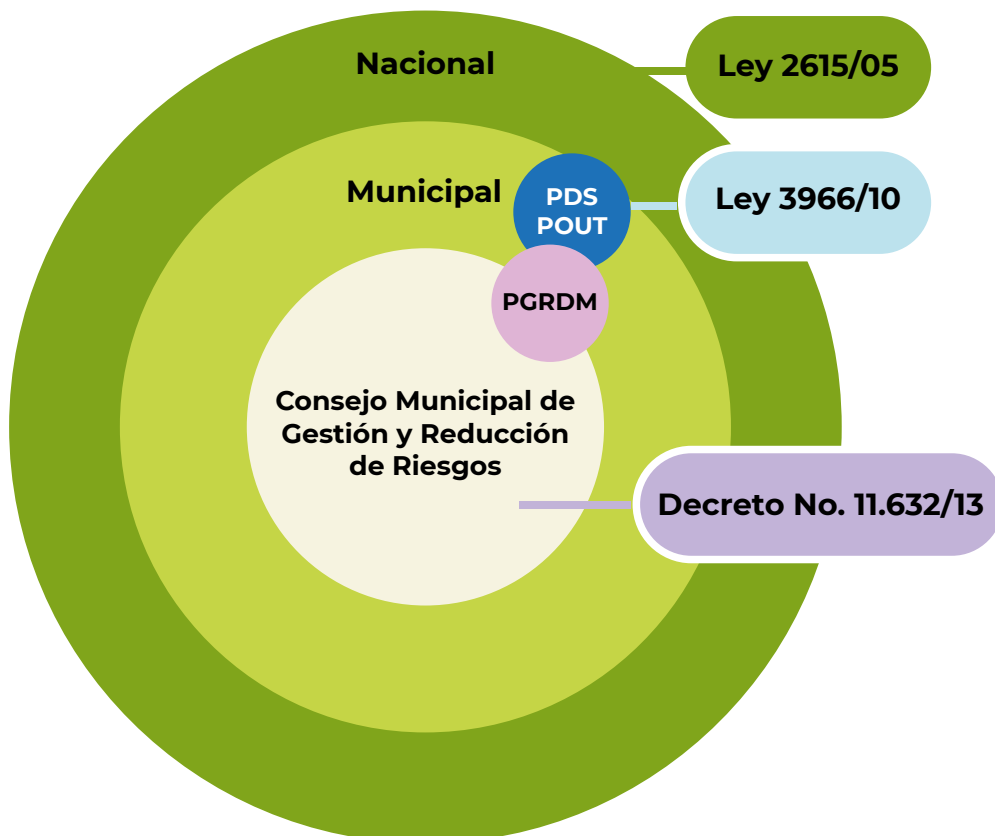 Nacional
Ley 2615/05
Municipal
PDS
POUT
Ley 3966/10
PGRDM
Consejo Municipal de
Gestión y Reducción
de Riesgos
Decreto No. 11.632/13